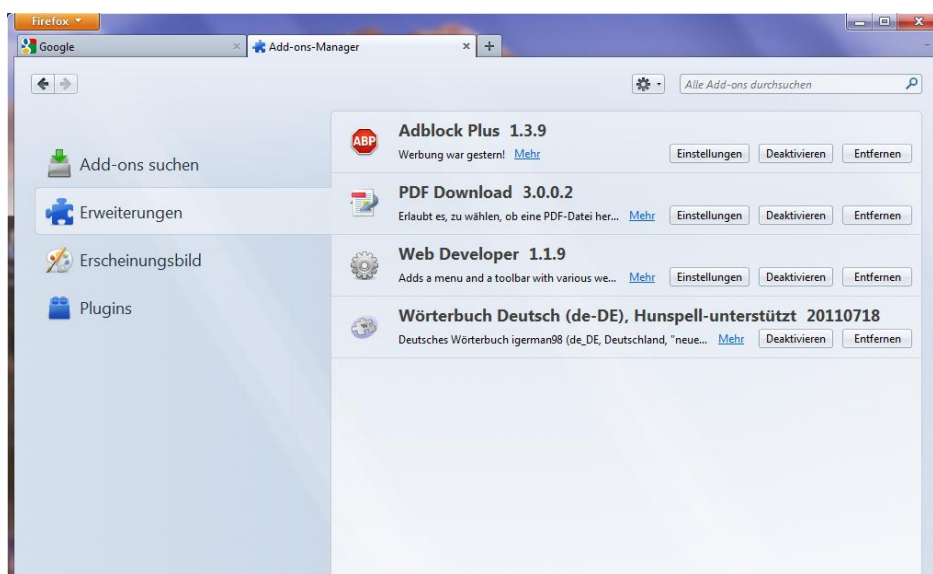 Firefox
Google
Add-ons-Manager
Alle Add-ons durchsuchen
Add-ons suchen
Erweiterungen
Erscheinungsbild
Plugins
ABP
Adblock Plus 1.3.9
Werbung war gestern! Mehr
Einstellungen Deaktivieren Entfernen
PDF Download 3.0.0.2
Erlaubt es, zu wählen, ob eine PDF-Datei her... Mehr
Einstellungen Deaktivieren Entfernen
Web Developer 1.1.9
Adds a menu and a toolbar with various we... Mehr
Einstellungen Deaktivieren Entfernen
Wörterbuch Deutsch (de-DE), Hunspell-unterstützt 20110718
Deutsches Wörterbuch igerman98 (de_DE, Deutschland, "neue... Mehr
Deaktivieren Entfernen